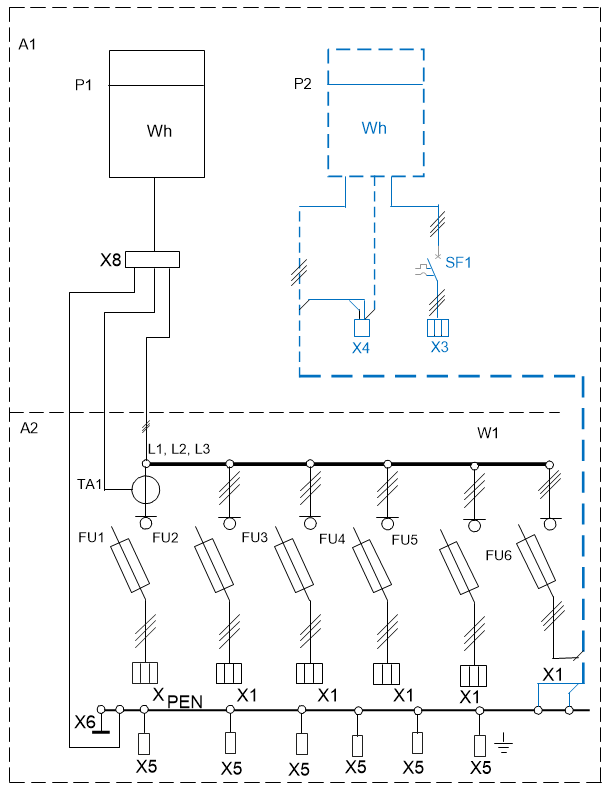 A1
P1
Wh
P2
Wh
X8
SF1
X4
X3
A2
W1
L1, L2, L3
TA1
FU1
FU2
FU3
FU4
FU5
FU6
X
X1
X1
X1
X1
X1
PEN
X6
X5
X5
X5
X5
X5
X5